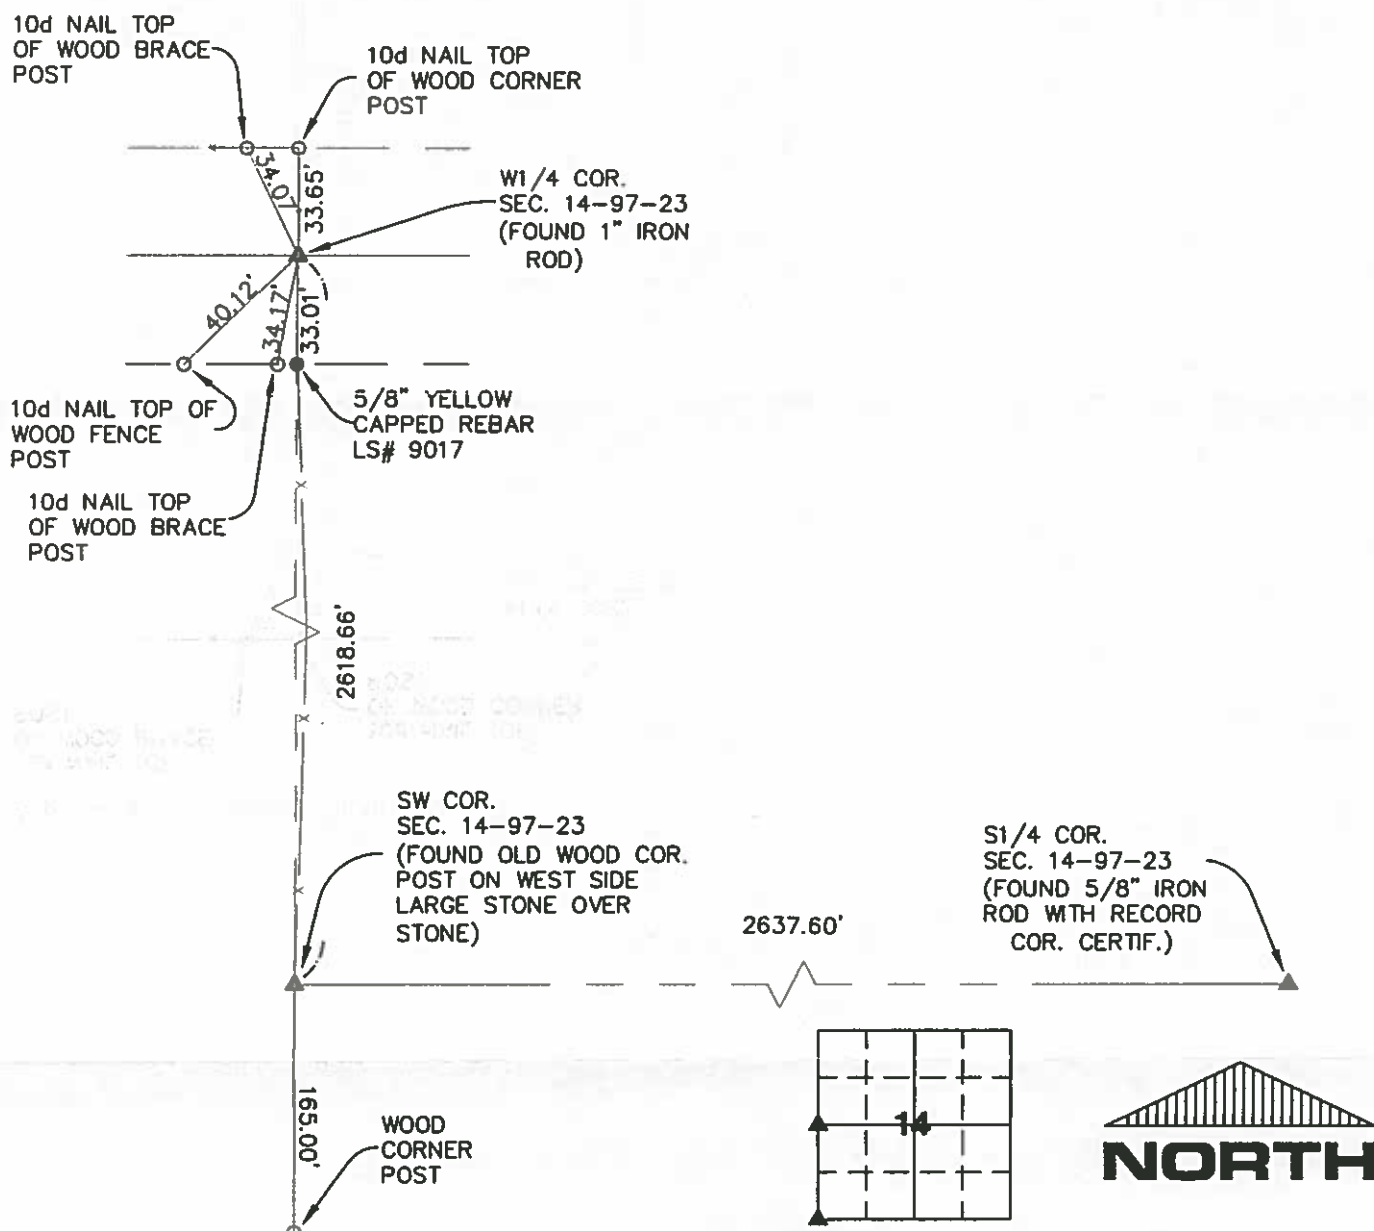 10d NAIL TOP
OF WOOD BRACE
POST
10d NAIL TOP
OF WOOD CORNER
POST
34.07'
33.65'
W1/4 COR.
SEC. 14-97-23
(FOUND 1" IRON
ROD)
40.12'
34.17'
33.01'
10d NAIL TOP OF
WOOD FENCE
POST
5/8" YELLOW
CAPPED REBAR
LS# 9017
10d NAIL TOP
OF WOOD BRACE
POST
2618.66'
SW COR.
SEC. 14-97-23
(FOUND OLD WOOD COR.
POST ON WEST SIDE
LARGE STONE OVER
STONE)
S1/4 COR.
SEC. 14-97-23
(FOUND 5/8" IRON
ROD WITH RECORD
COR. CERTIF.)
2637.60'
165.00'
WOOD
CORNER
POST
14
NORTH